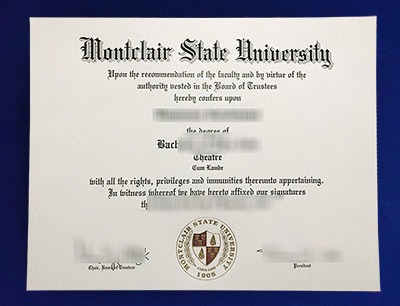 Montclair State University
Upon the recommendation of the faculty and by virtue of the
authority vested in the Board of Trustees
hereby confers upon
the degree of
Bac
Theatre
Cum Laude
with all the rights, privileges and immunities thereunto appertaining.
In witness whereof we have hereto affixed our signatures
th
MONTCLAIR STATE UNIVERSITY
1908
Chair, Board of Trustees
President